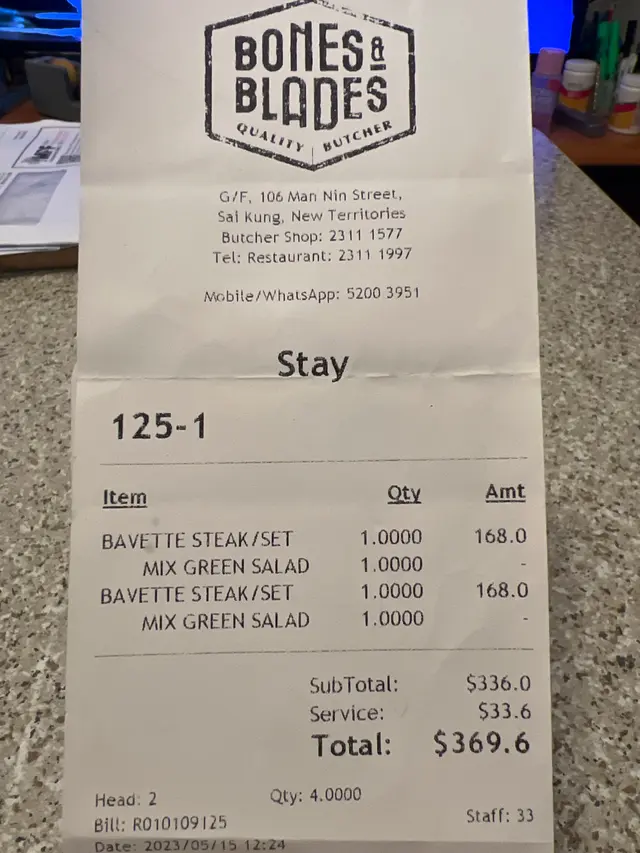 BONES &
BLADES
QUALITY BUTCHER
G/F, 106 Man Nin Street,
Sai Kung, New Territories
Butcher Shop: 2311 1577
Tel: Restaurant: 2311 1997
Mobile/WhatsApp: 5200 3951
Stay
125-1
Item Qty Amt
BAVETTE STEAK/SET 1.0000 168.0
MIX GREEN SALAD 1.0000 -
BAVETTE STEAK/SET 1.0000 168.0
MIX GREEN SALAD 1.0000 -
SubTotal: $336.0
Service: $33.6
Total: $369.6
Head: 2 Qty: 4.0000
Bill: R010109125 Staff: 33
Date: 2023/05/15 12:24